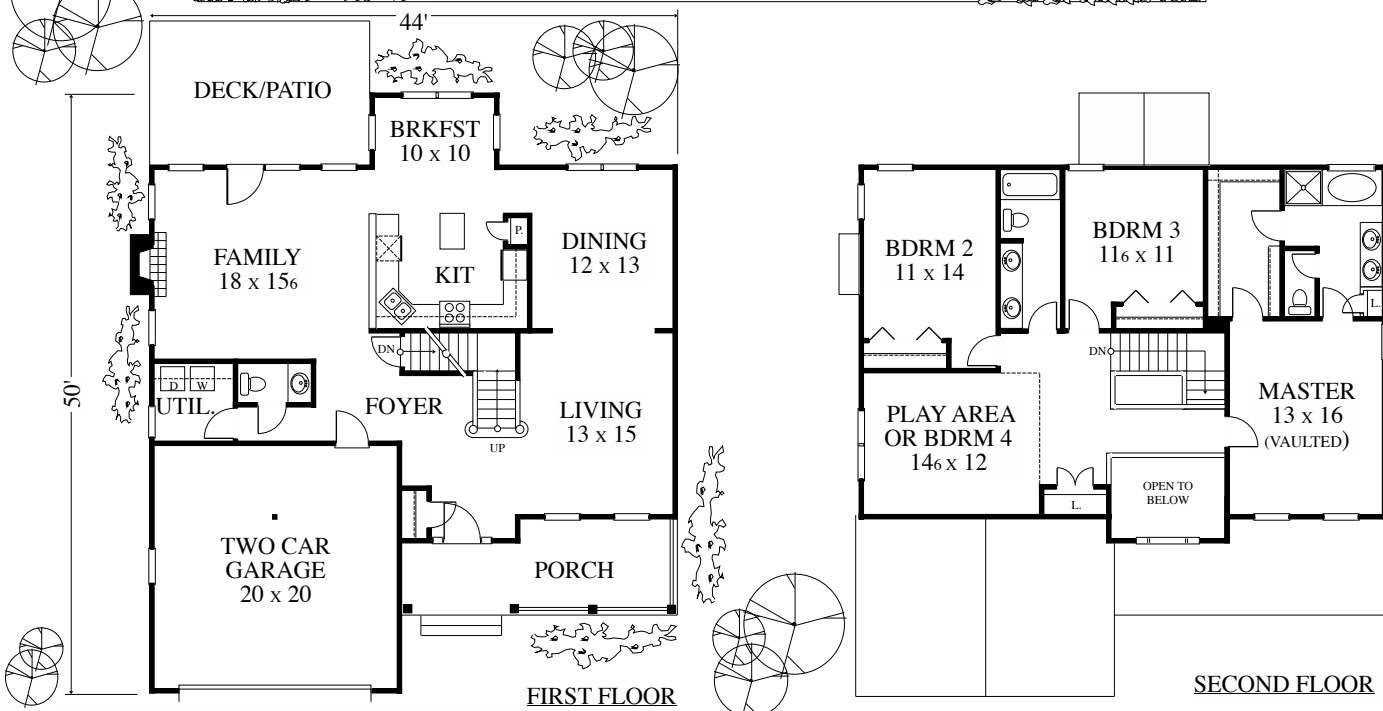 44'
DECK/PATIO
BRKFST
10 x 10
50'
FAMILY
18 x 156
P.
KIT
DINING
12 x 13
DN
D
W
UTIL.
FOYER
UP
LIVING
13 x 15
TWO CAR
GARAGE
20 x 20
PORCH
FIRST FLOOR
BDRM 2
11 x 14
BDRM 3
116 x 11
L.
DN
MASTER
13 x 16
(VAULTED)
PLAY AREA
OR BDRM 4
146 x 12
L.
OPEN TO
BELOW
SECOND FLOOR